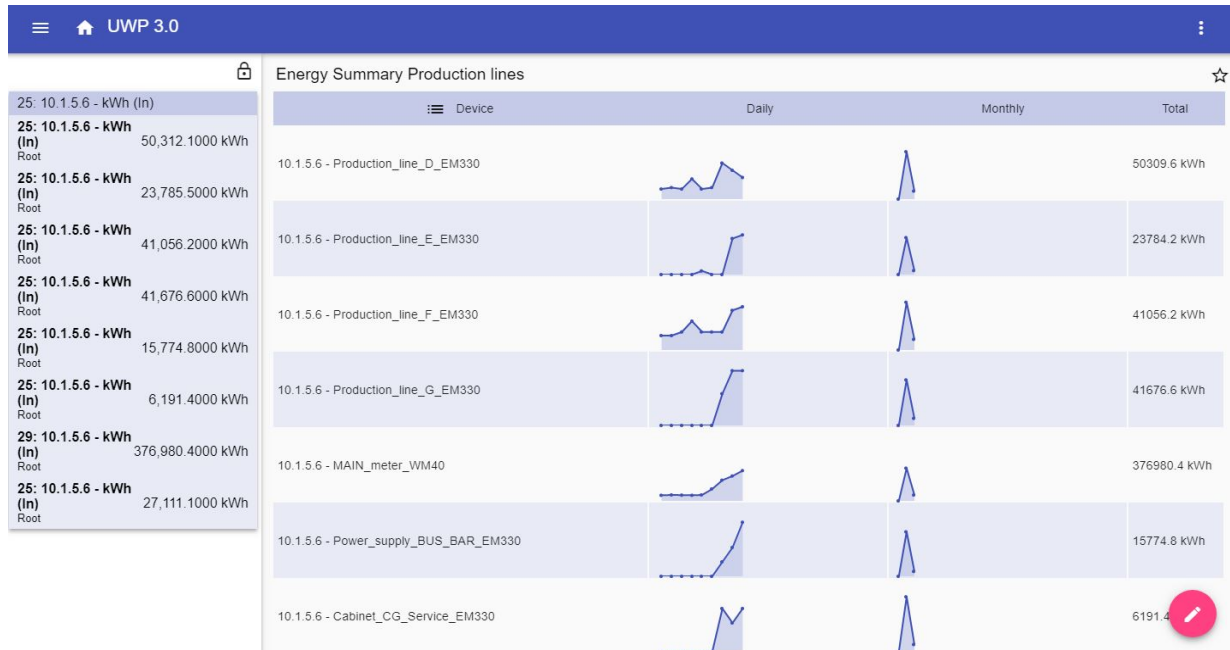 UWP 3.0
25: 10.1.5.6 - kWh (In)
25: 10.1.5.6 - kWh
(In)
50,312.1000 kWh
Root
25: 10.1.5.6 - kWh
(In)
23,785.5000 kWh
Root
25: 10.1.5.6 - kWh
(In)
41,056.2000 kWh
Root
25: 10.1.5.6 - kWh
(In)
41,676.6000 kWh
Root
25: 10.1.5.6 - kWh
(In)
15,774.8000 kWh
Root
25: 10.1.5.6 - kWh
(In)
6,191.4000 kWh
Root
29: 10.1.5.6 - kWh
(In)
376,980.4000 kWh
Root
25: 10.1.5.6 - kWh
(In)
27,111.1000 kWh
Root
Energy Summary Production lines
Device Daily Monthly Total
10.1.5.6 - Production_line_D_EM330 50309.6 kWh
10.1.5.6 - Production_line_E_EM330 23784.2 kWh
10.1.5.6 - Production_line_F_EM330 41056.2 kWh
10.1.5.6 - Production_line_G_EM330 41676.6 kWh
10.1.5.6 - MAIN_meter_WM40 376980.4 kWh
10.1.5.6 - Power_supply_BUS_BAR_EM330 15774.8 kWh
10.1.5.6 - Cabinet_CG_Service_EM330